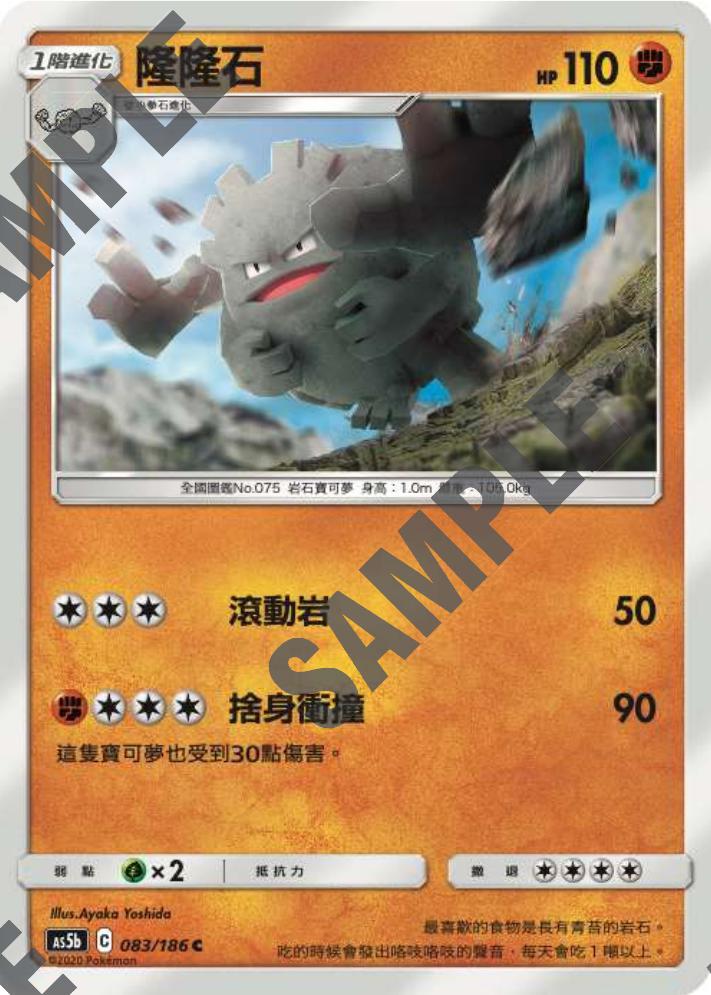 1階進化 隆隆石 HP 110
從小拳石進化
全國圖鑑No.075 岩石寶可夢 身高:1.0m 體重:105.0kg
滾動岩 50
捨身衝撞 90
這隻寶可夢也受到30點傷害。
弱點 ×2 抵抗力 撤退
Illus.Ayaka Yoshida
最喜歡的食物是長有青苔的岩石。
AS5b C 083/186 C
吃的時候會發出咯吱咯吱的聲音,每天會吃1噸以上。
©2020 Pokémon
SAMPLE